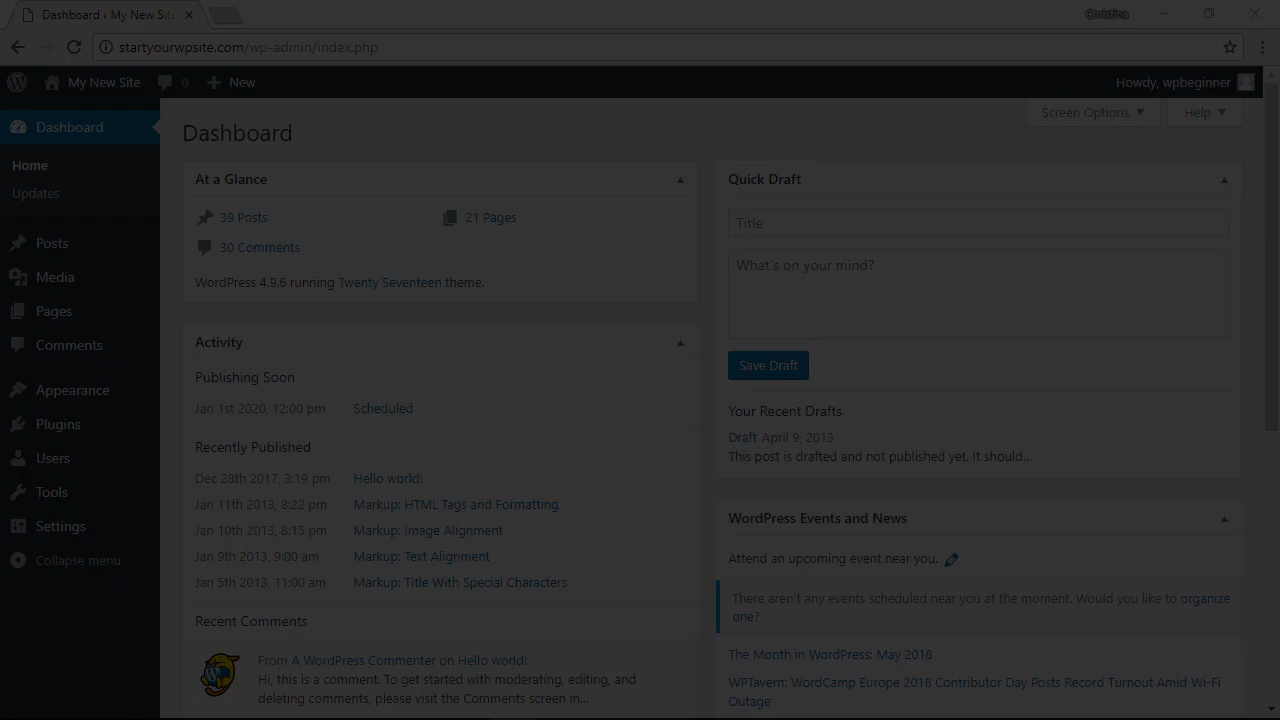 Dashboard ‹ My New Site
Christina
startyourwpsite.com/wp-admin/index.php
My New Site
0
New
Howdy, wpbeginner
Dashboard
Home
Updates
Posts
Media
Pages
Comments
Appearance
Plugins
Users
Tools
Settings
Collapse menu
Screen Options
Help
Dashboard
At a Glance
39 Posts
21 Pages
30 Comments
WordPress 4.9.6 running Twenty Seventeen theme.
Activity
Publishing Soon
Jan 1st 2020, 12:00 pm Scheduled
Recently Published
Dec 28th 2017, 3:19 pm Hello world!
Jan 11th 2013, 8:22 pm Markup: HTML Tags and Formatting
Jan 10th 2013, 8:15 pm Markup: Image Alignment
Jan 9th 2013, 9:00 am Markup: Text Alignment
Jan 5th 2013, 11:00 am Markup: Title With Special Characters
Recent Comments
From A WordPress Commenter on Hello world!
Hi, this is a comment. To get started with moderating, editing, and
deleting comments, please visit the Comments screen in...
Quick Draft
Title
What's on your mind?
Save Draft
Your Recent Drafts
Draft April 9, 2013
This post is drafted and not published yet. It should...
WordPress Events and News
Attend an upcoming event near you.
There aren't any events scheduled near you at the moment. Would you like to organize
one?
The Month in WordPress: May 2018
WPTavern: WordCamp Europe 2018 Contributor Day Posts Record Turnout Amid Wi-Fi
Outage